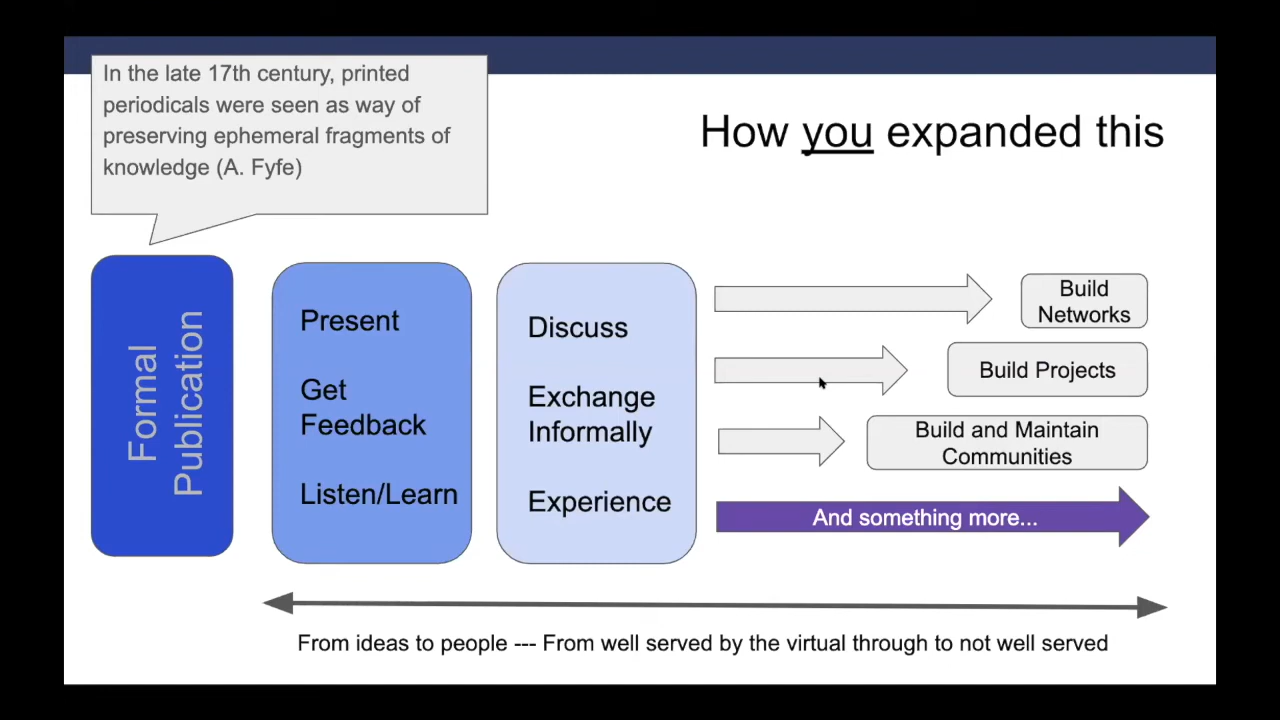 In the late 17th century, printed
periodicals were seen as way of
preserving ephemeral fragments of
knowledge (A. Fyfe)
How you expanded this
Formal
Publication
Present
Get
Feedback
Listen/Learn
Discuss
Exchange
Informally
Experience
Build
Networks
Build Projects
Build and Maintain
Communities
And something more...
From ideas to people --- From well served by the virtual through to not well served